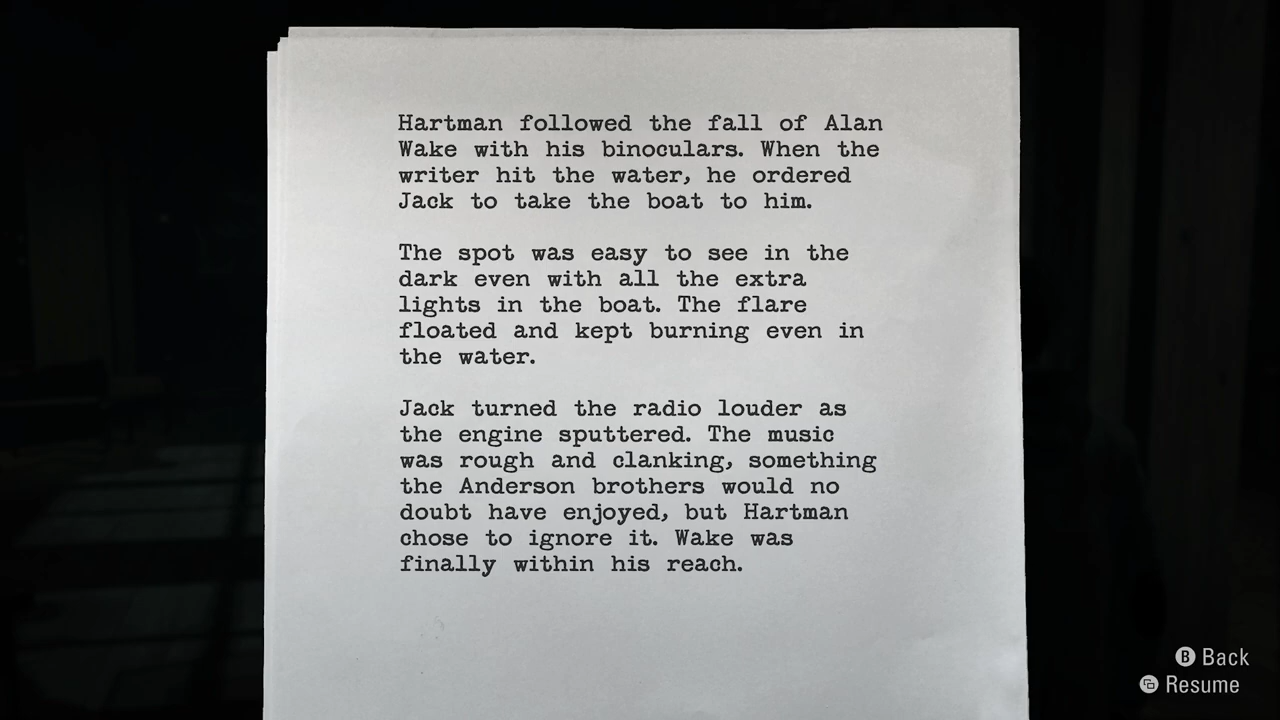 Hartman followed the fall of Alan
Wake with his binoculars. When the
writer hit the water, he ordered
Jack to take the boat to him.
The spot was easy to see in the
dark even with all the extra
lights in the boat. The flare
floated and kept burning even in
the water.
Jack turned the radio louder as
the engine sputtered. The music
was rough and clanking, something
the Anderson brothers would no
doubt have enjoyed, but Hartman
chose to ignore it. Wake was
finally within his reach.
B Back
Resume